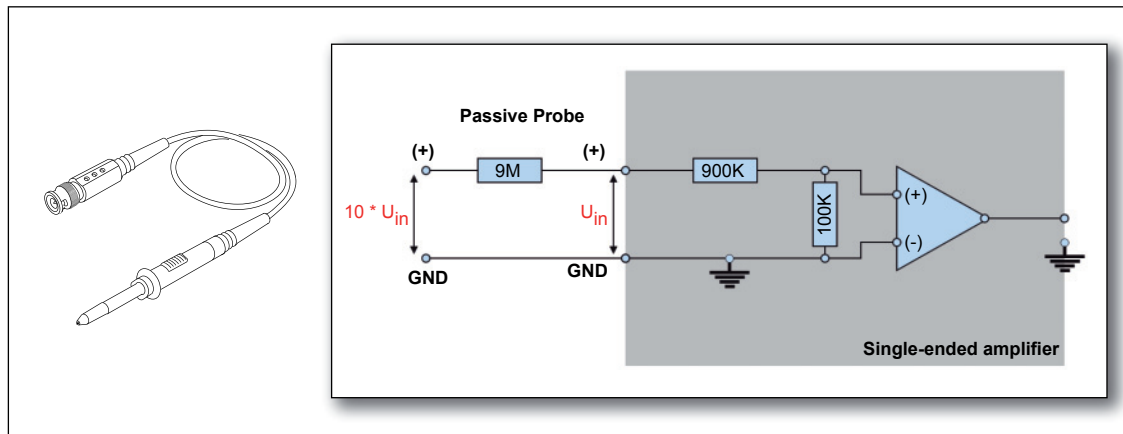 Passive Probe
(+)
(+)
9M
900K
100K
(+)
(-)
10 * Uin
Uin
GND
GND
Single-ended amplifier